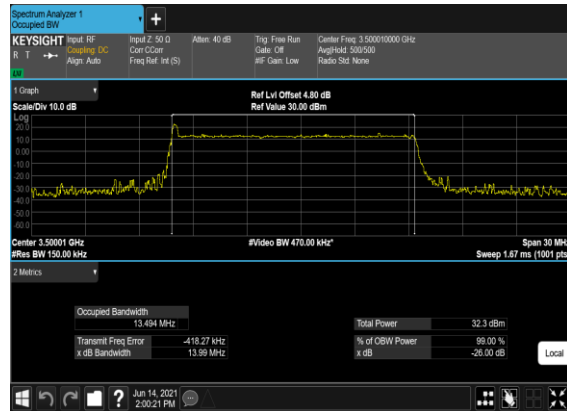 Spectrum Analyzer 1
Occupied BW
+
KEYSIGHT
R T
LXI
Input: RF
Coupling: DC
Align: Auto
Input Z: 50 Ω
Corr CCorr
Freq Ref: Int (S)
Atten: 40 dB
Trig: Free Run
Gate: Off
#IF Gain: Low
Center Freq: 3.500010000 GHz
Avg|Hold: 500/500
Radio Std: None
1 Graph
Scale/Div 10.0 dB
Ref Lvl Offset 4.80 dB
Ref Value 30.00 dBm
Log
20.0
10.0
0.00
-10.0
-20.0
-30.0
-40.0
-50.0
-60.0
Center 3.50001 GHz
#Res BW 150.00 kHz
#Video BW 470.00 kHz*
Span 30 MHz
Sweep 1.67 ms (1001 pts
2 Metrics
Occupied Bandwidth
13.494 MHz
Transmit Freq Error -418.27 kHz
x dB Bandwidth 13.99 MHz
Total Power 32.3 dBm
% of OBW Power 99.00 %
x dB -26.00 dB
Local
?
Jun 14, 2021
2:00:21 PM